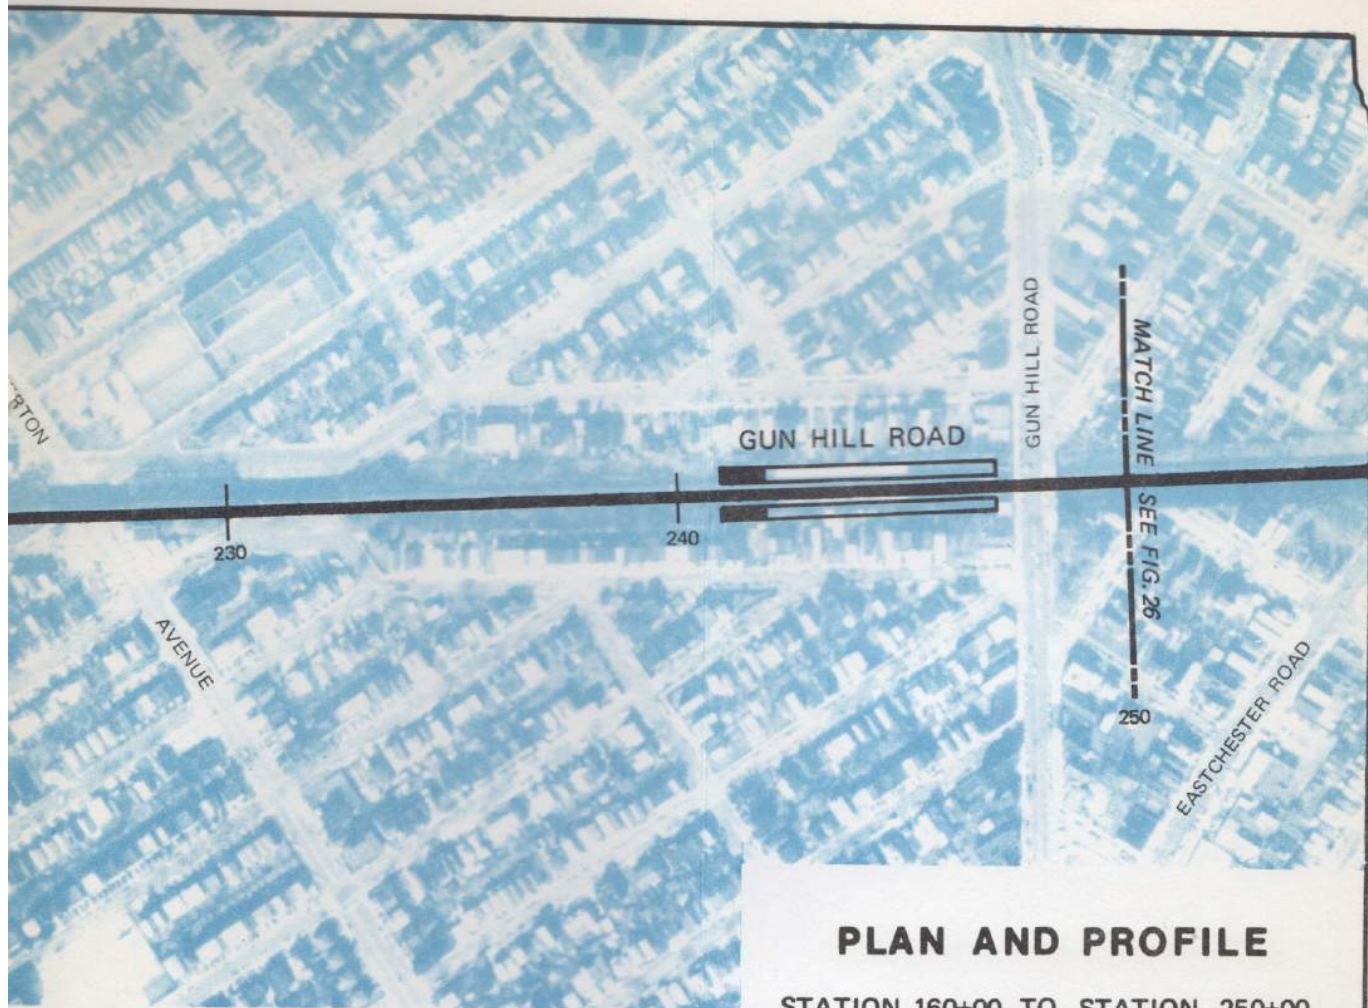 GUN HILL ROAD
MATCH LINE SEE FIG. 26
GUN HILL ROAD
230
240
AVENUE
250
EASTCHESTER ROAD
PLAN AND PROFILE
STATION 160+00 TO STATION 250+00